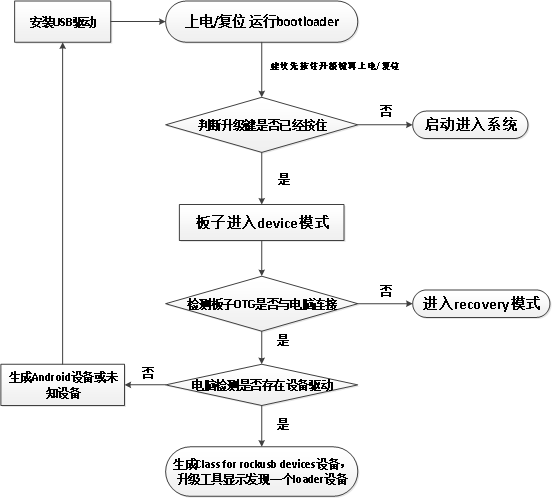 安装USB驱动
上电/复位 运行bootloader
建议先按住升级键再上电/复位
判断升级键是否已经按住
否
启动进入系统
是
板子进入device模式
检测板子OTG是否与电脑连接
否
进入recovery模式
是
生成Android设备或未
知设备
否
电脑检测是否存在设备驱动
是
生成Class for rockusb devices设备，
升级工具显示发现一个loader设备